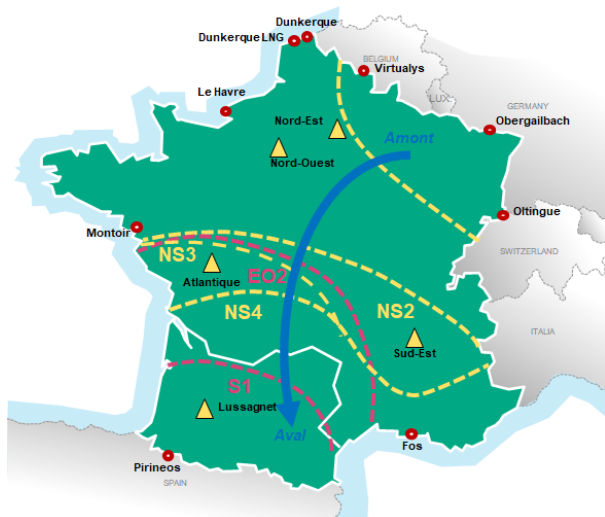 Dunkerque
Dunkerque LNG
BELGIUM
Virtualys
Le Havre
LUX
GERMANY
Nord-Est
Obergailbach
Amont
Nord-Ouest
Oltingue
Montoir
SWITZERLAND
NS3
EO2
Atlantique
NS4
NS2
ITALIA
Sud-Est
S1
Lussagnet
Aval
Fos
Pirineos
SPAIN